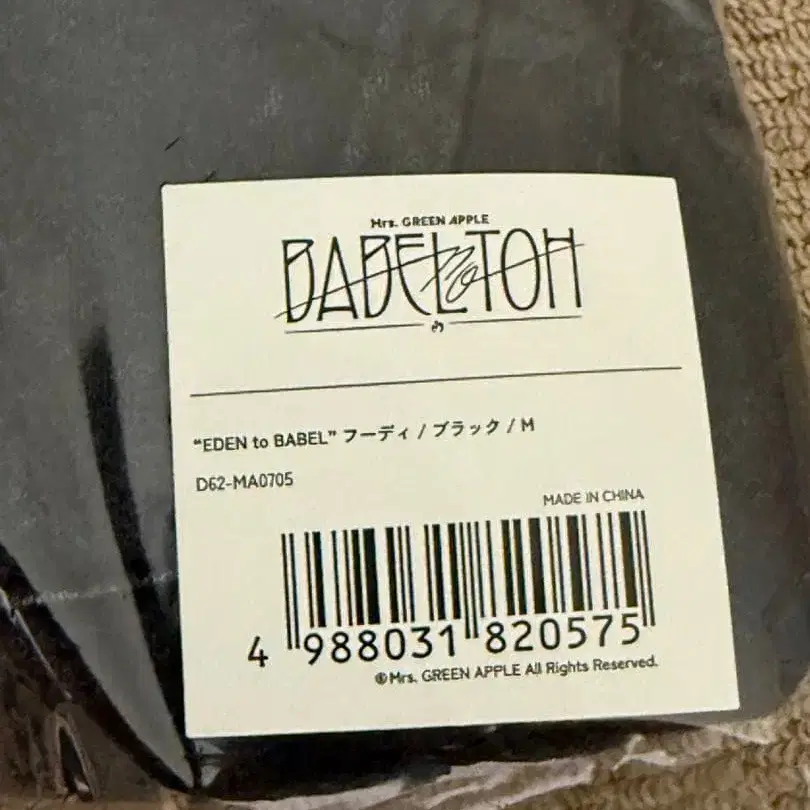 Mrs. GREEN APPLE
BABEL no TOH
"EDEN to BABEL" フーディ / ブラック / M
D62-MA0705
MADE IN CHINA
4 988031 820575
©Mrs. GREEN APPLE All Rights Reserved.